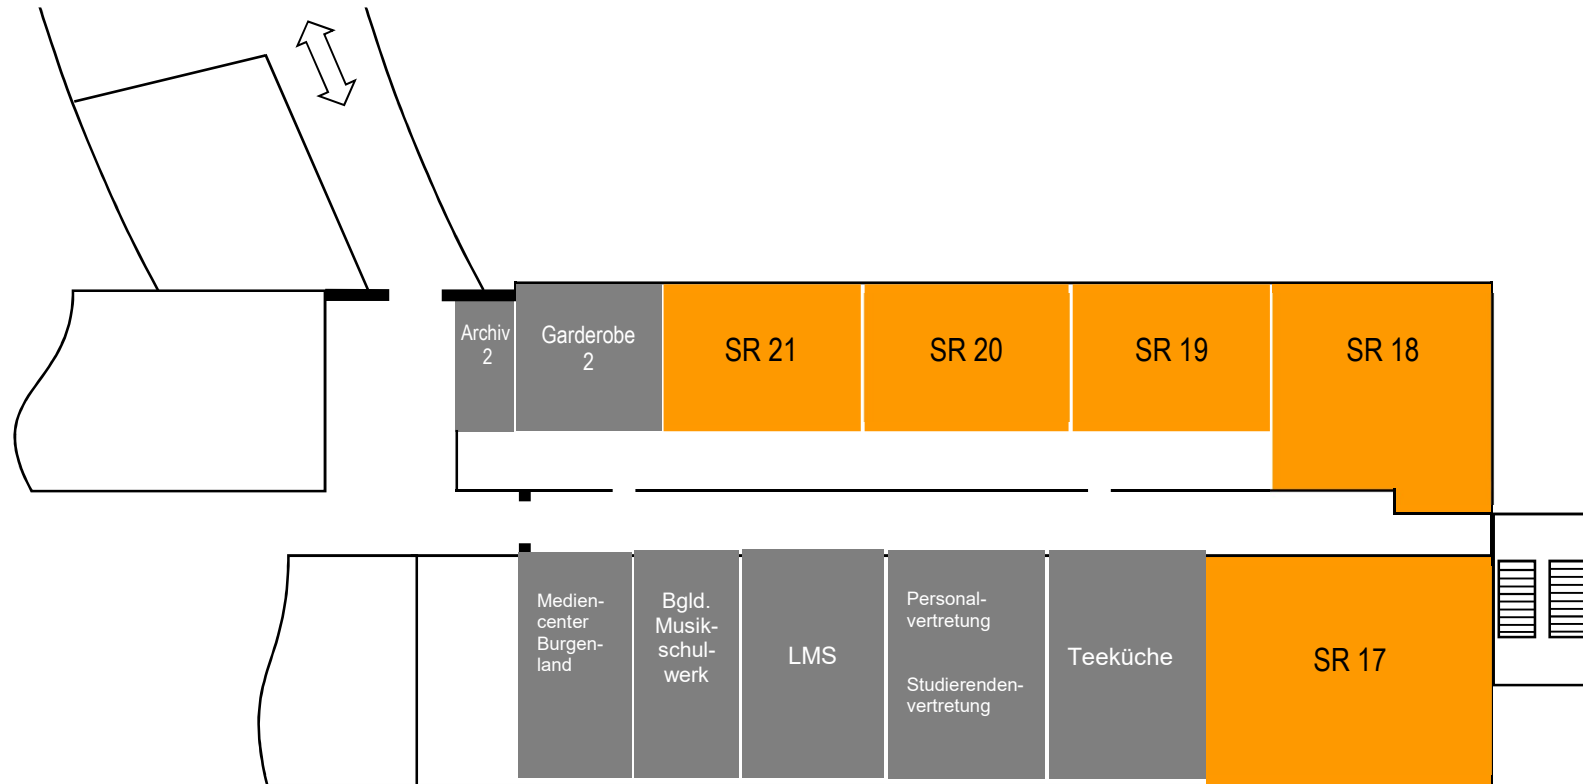 Archiv
2
Garderobe
2
SR 21
SR 20
SR 19
SR 18
Medien-
center
Burgen-
land
Bgld.
Musik-
schul-
werk
LMS
Personal-
vertretung
Studierenden-
vertretung
Teeküche
SR 17